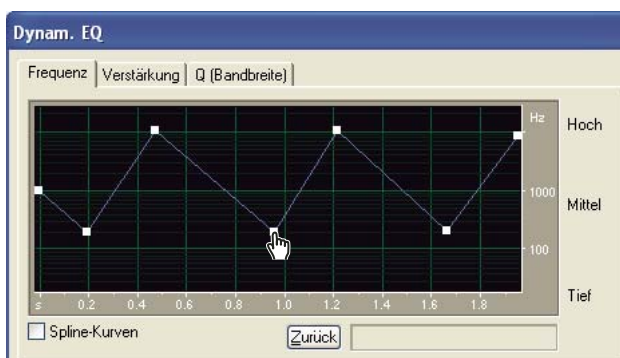 Dynam. EQ
Frequenz Verstärkung Q (Bandbreite)
Hz
Hoch
1000
Mittel
100
Tief
s 0.2 0.4 0.6 0.8 1.0 1.2 1.4 1.6 1.8
Spline-Kurven Zurück